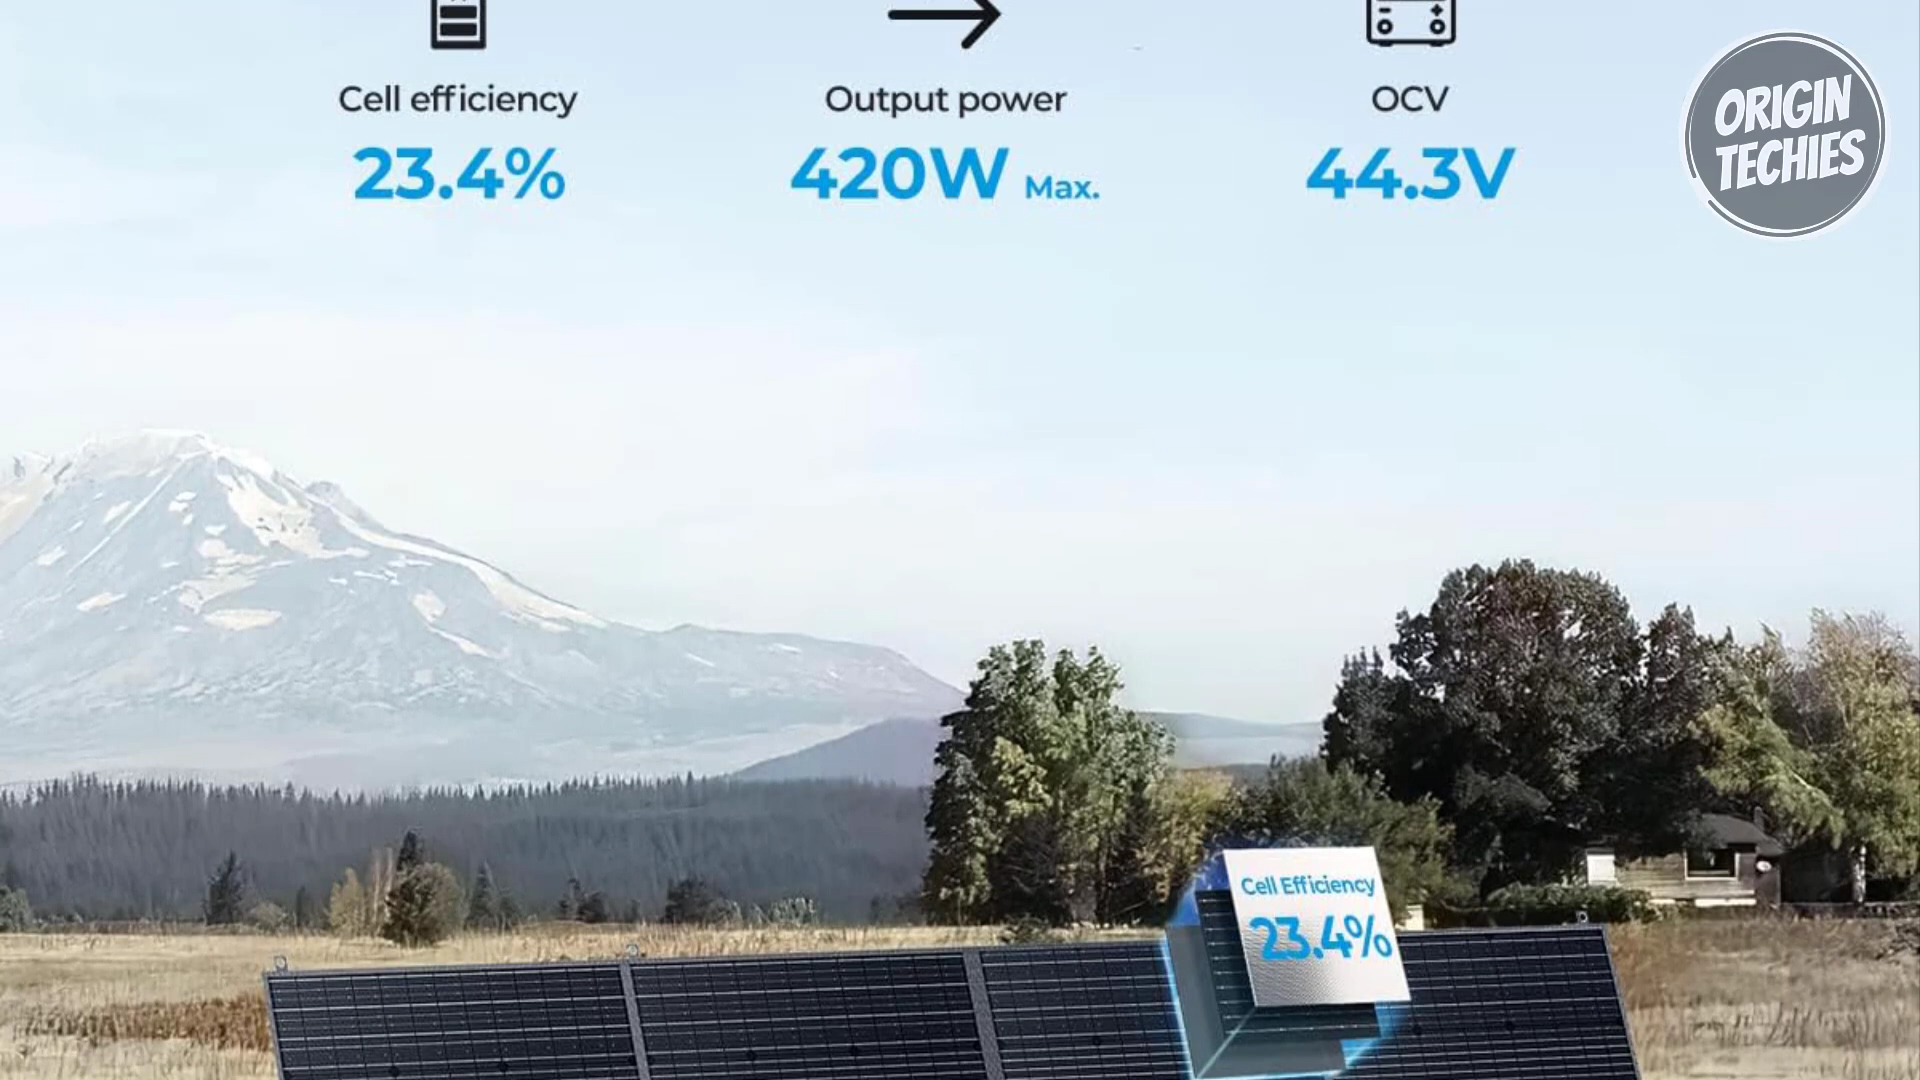 Cell efficiency
23.4%
Output power
420W Max.
OCV
44.3V
ORIGIN
TECHIES
Cell Efficiency
23.4%